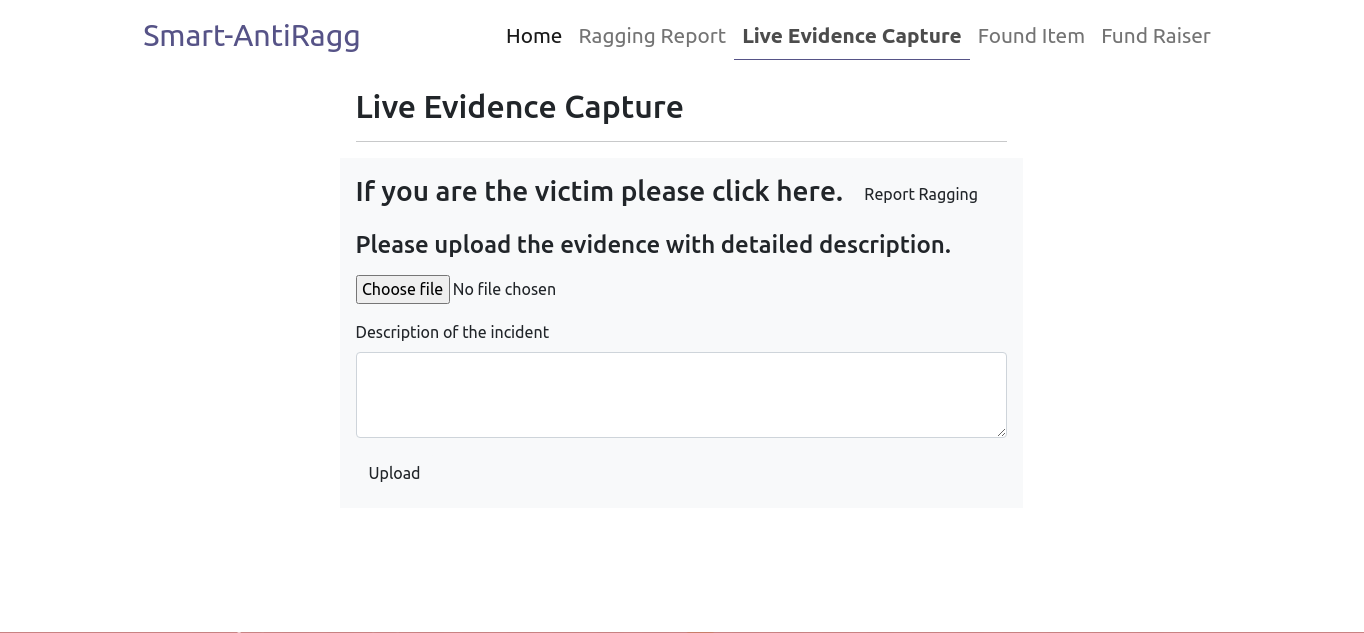 Smart-AntiRagg Home Ragging Report Live Evidence Capture Found Item Fund Raiser
Live Evidence Capture
If you are the victim please click here. Report Ragging
Please upload the evidence with detailed description.
Choose file No file chosen
Description of the incident
Upload